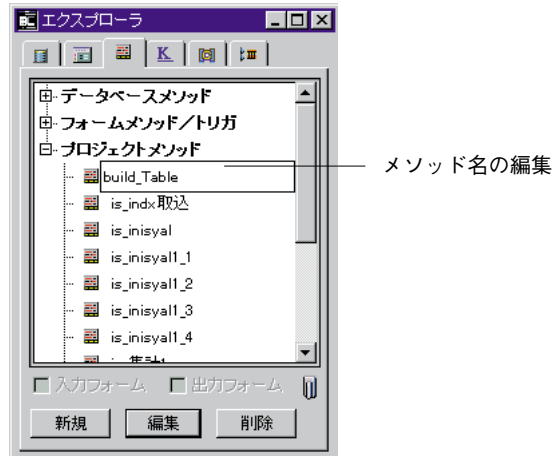 エクスプローラ
K
データベースメソッド
フォームメソッド/トリガ
プロジェクトメソッド
build_Table
メソッド名の編集
is_indx取込
is_inisyal
is_inisyal1_1
is_inisyal1_2
is_inisyal1_3
is_inisyal1_4
入力フォーム 出力フォーム
新規 編集 削除